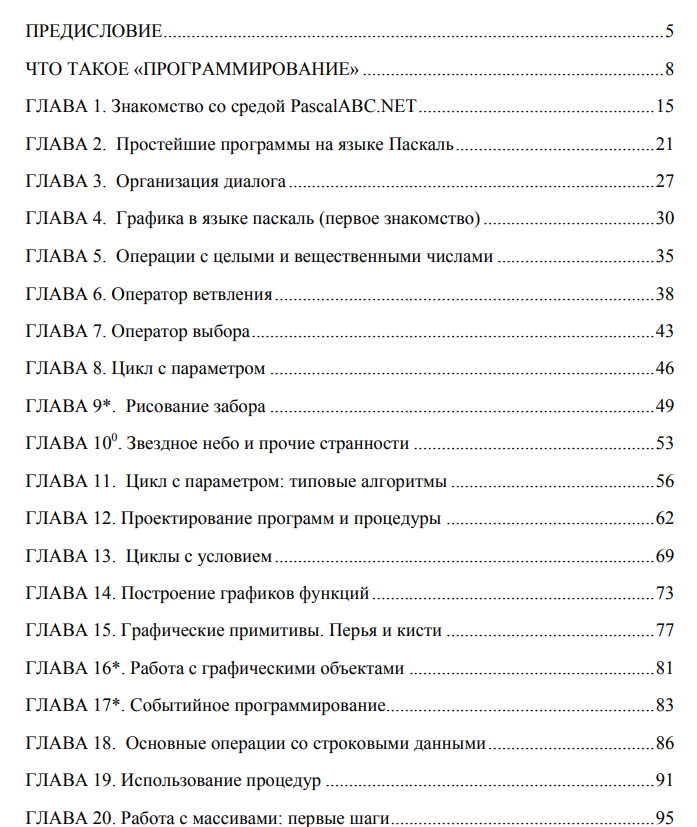 ПРЕДИСЛОВИЕ 5
ЧТО ТАКОЕ «ПРОГРАММИРОВАНИЕ» 8
ГЛАВА 1. Знакомство со средой PascalABC.NET 15
ГЛАВА 2. Простейшие программы на языке Паскаль 21
ГЛАВА 3. Организация диалога 27
ГЛАВА 4. Графика в языке паскаль (первое знакомство) 30
ГЛАВА 5. Операции с целыми и вещественными числами 35
ГЛАВА 6. Оператор ветвления 38
ГЛАВА 7. Оператор выбора 43
ГЛАВА 8. Цикл с параметром 46
ГЛАВА 9*. Рисование забора 49
ГЛАВА 10⁰. Звездное небо и прочие странности 53
ГЛАВА 11. Цикл с параметром: типовые алгоритмы 56
ГЛАВА 12. Проектирование программ и процедуры 62
ГЛАВА 13. Циклы с условием 69
ГЛАВА 14. Построение графиков функций 73
ГЛАВА 15. Графические примитивы. Перья и кисти 77
ГЛАВА 16*. Работа с графическими объектами 81
ГЛАВА 17*. Событийное программирование 83
ГЛАВА 18. Основные операции со строковыми данными 86
ГЛАВА 19. Использование процедур 91
ГЛАВА 20. Работа с массивами: первые шаги 95